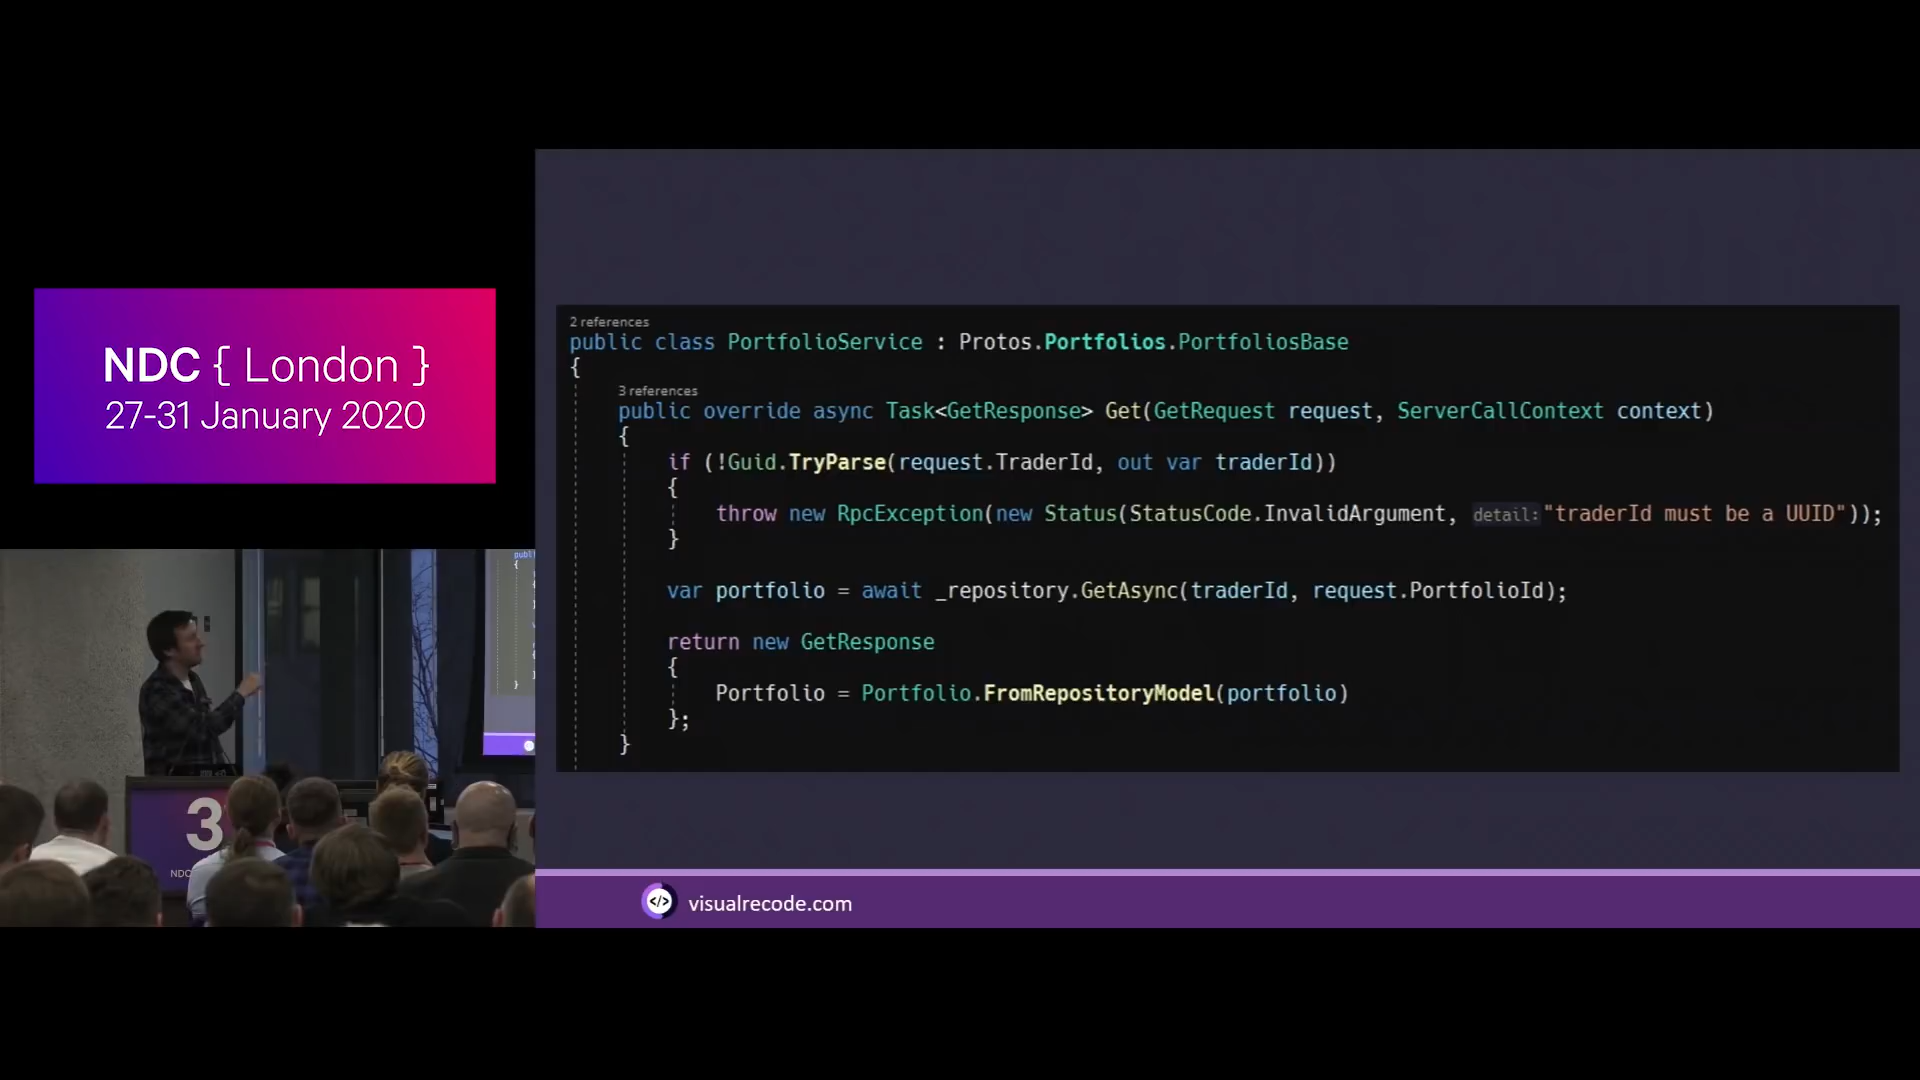 NDC { London }
27-31 January 2020
2 references
public class PortfolioService : Protos.Portfolios.PortfoliosBase
{
3 references
public override async Task<GetResponse> Get(GetRequest request, ServerCallContext context)
{
if (!Guid.TryParse(request.TraderId, out var traderId))
{
throw new RpcException(new Status(StatusCode.InvalidArgument, detail:"traderId must be a UUID"));
}
var portfolio = await _repository.GetAsync(traderId, request.PortfolioId);
return new GetResponse
{
Portfolio = Portfolio.FromRepositoryModel(portfolio)
};
}
3
NDC
</> visualrecode.com